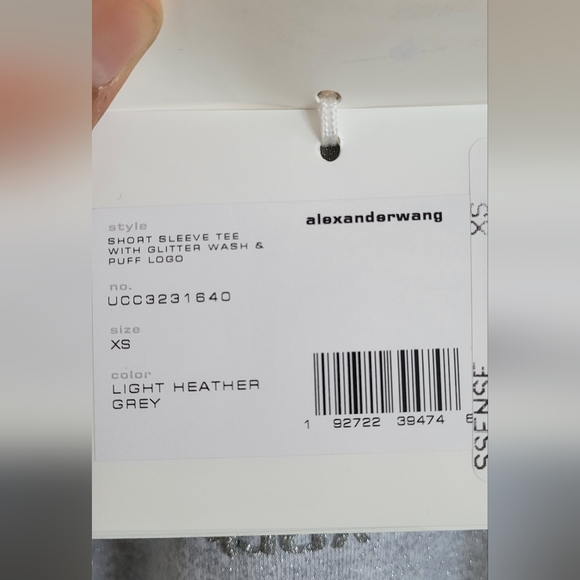 style
SHORT SLEEVE TEE
WITH GLITTER WASH &
PUFF LOGO
no.
UCC3231640
size
XS
color
LIGHT HEATHER
GREY
alexanderwang
1 92722 39474 8
XS
SSENSE